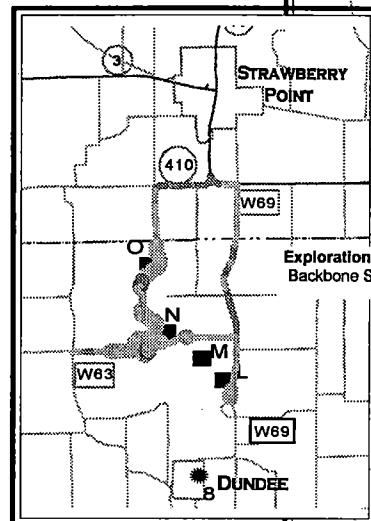 3
STRAWBERRY
POINT
410
W69
O
Exploration
Backbone S
N
M
L
W63
W69
8 DUNDEE